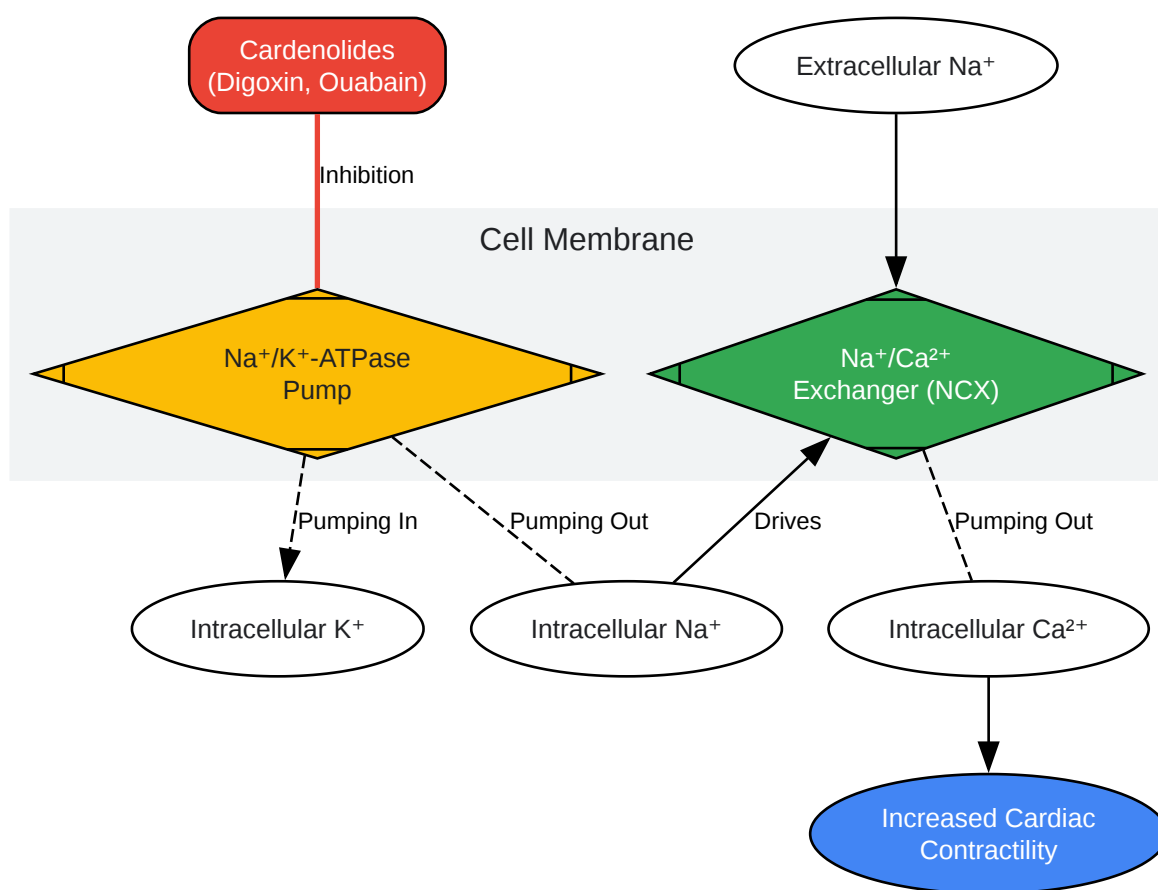 Cardenolides
(Digoxin, Ouabain)
Extracellular Na⁺
Inhibition
Cell Membrane
Na⁺/K⁺-ATPase
Pump
Na⁺/Ca²⁺
Exchanger (NCX)
Pumping In
Pumping Out
Drives
Pumping Out
Intracellular K⁺
Intracellular Na⁺
Intracellular Ca²⁺
Increased Cardiac
Contractility